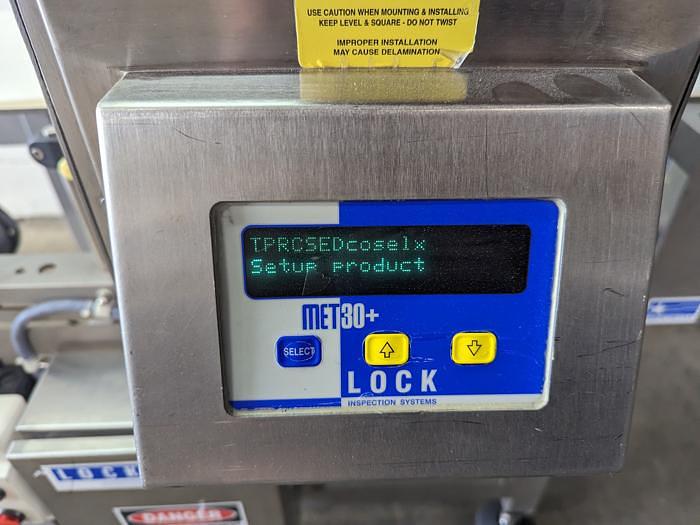 USE CAUTION WHEN MOUNTING & INSTALLING
KEEP LEVEL & SQUARE - DO NOT TWIST
IMPROPER INSTALLATION
MAY CAUSE DELAMINATION
TPRCSEDcoselx
Setup product
MET30+
SELECT
LOCK
INSPECTION SYSTEMS
LOCK
DANGER